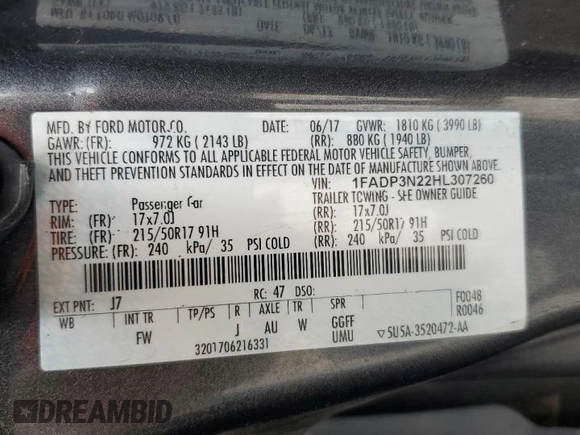 MFD. BY FORD MOTOR CO.
DATE: 06/17 GVWR: 1810 KG ( 3990 LB)
GAWR: (FR): 972 KG ( 2143 LB) (RR): 880 KG ( 1940 LB)
THIS VEHICLE CONFORMS TO ALL APPLICABLE FEDERAL MOTOR VEHICLE SAFETY, BUMPER,
AND THEFT PREVENTION STANDARDS IN EFFECT ON THE DATE OF MANUFACTURE SHOWN ABOVE.
VIN: 1FADP3N22HL307260
TYPE: Passenger Car TRAILER TOWING - SEE OWNER GUIDE
RIM: (FR) 17x7.0J (RR): 17x7.0J
TIRE: (FR): 215/50R17 91H (RR): 215/50R17 91H
PRESSURE: (FR): 240 kPa/ 35 PSI COLD (RR): 240 kPa/ 35 PSI COLD
EXT PNT: J7 RC: 47 DSO: F0048
WB INT TR TP/PS R AXLE TR SPR R0046
FW J AU W GGFF
3201706216331 UMU ▽5U5A-3520472-AA
DREAMBID